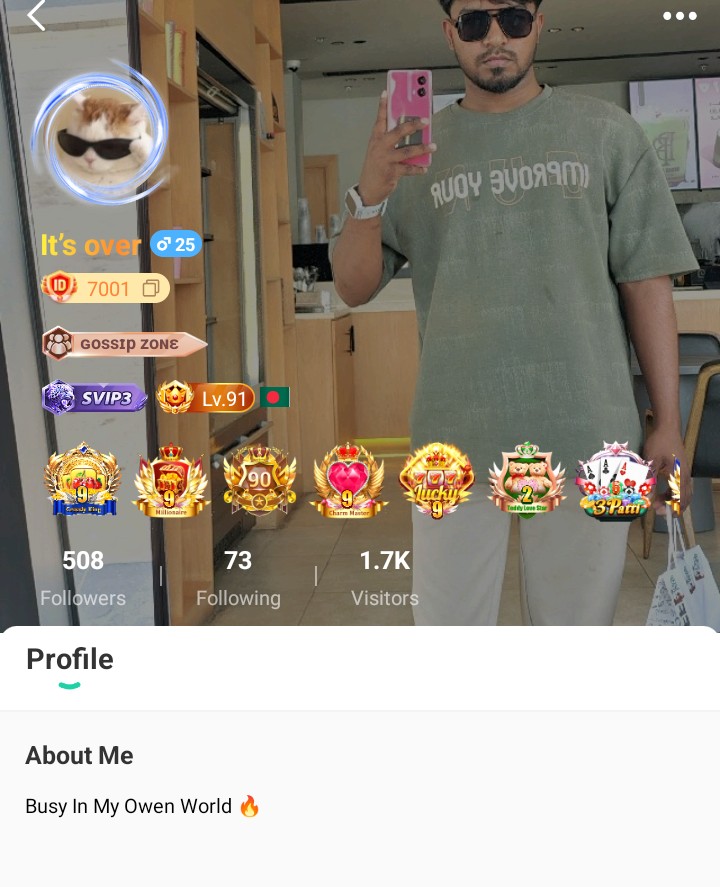 IMPROVE YOUR
It's over ♂ 25
ID 7001
GOSSIP ZONE
SVIP3 Lv.91
9 9 90 9 Lucky 9 2 3 Patti
Greedy King Millionaire Charm Master Teddy Love Star
508 73 1.7K
Followers Following Visitors
Profile
About Me
Busy In My Owen World 🔥